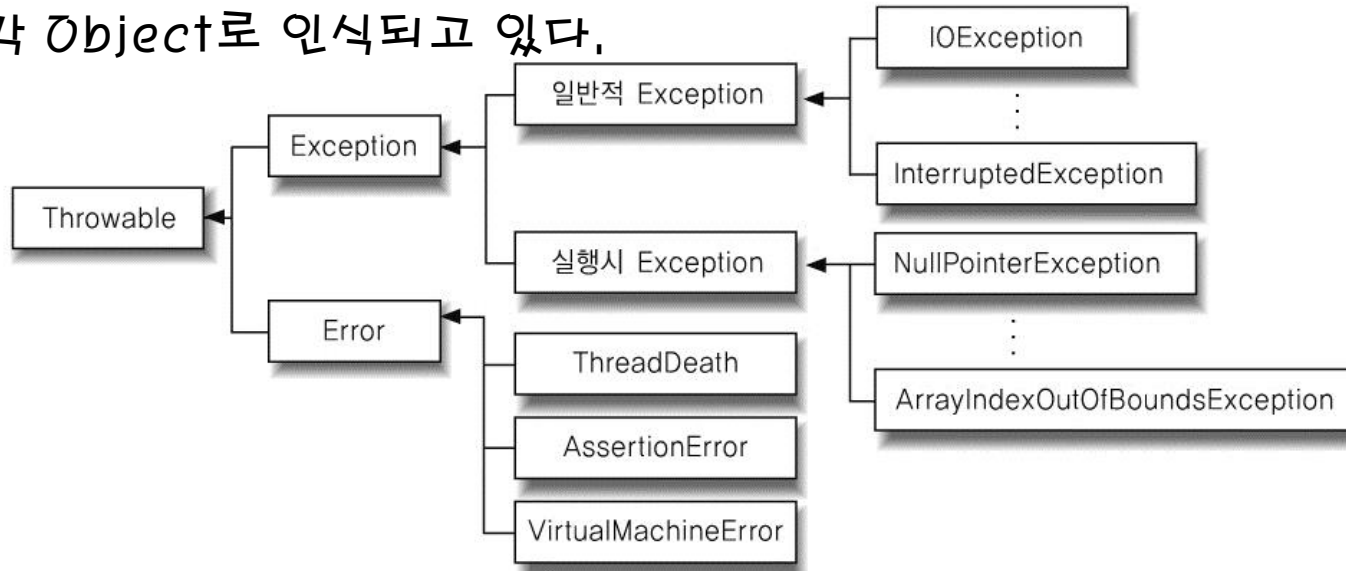 각 Object로 인식되고 있다.
IOException
일반적 Exception
Exception
InterruptedException
Throwable
실행시 Exception
NullPointerException
Error
ThreadDeath
ArrayIndexOutOfBoundsException
AssertionError
VirtualMachineError